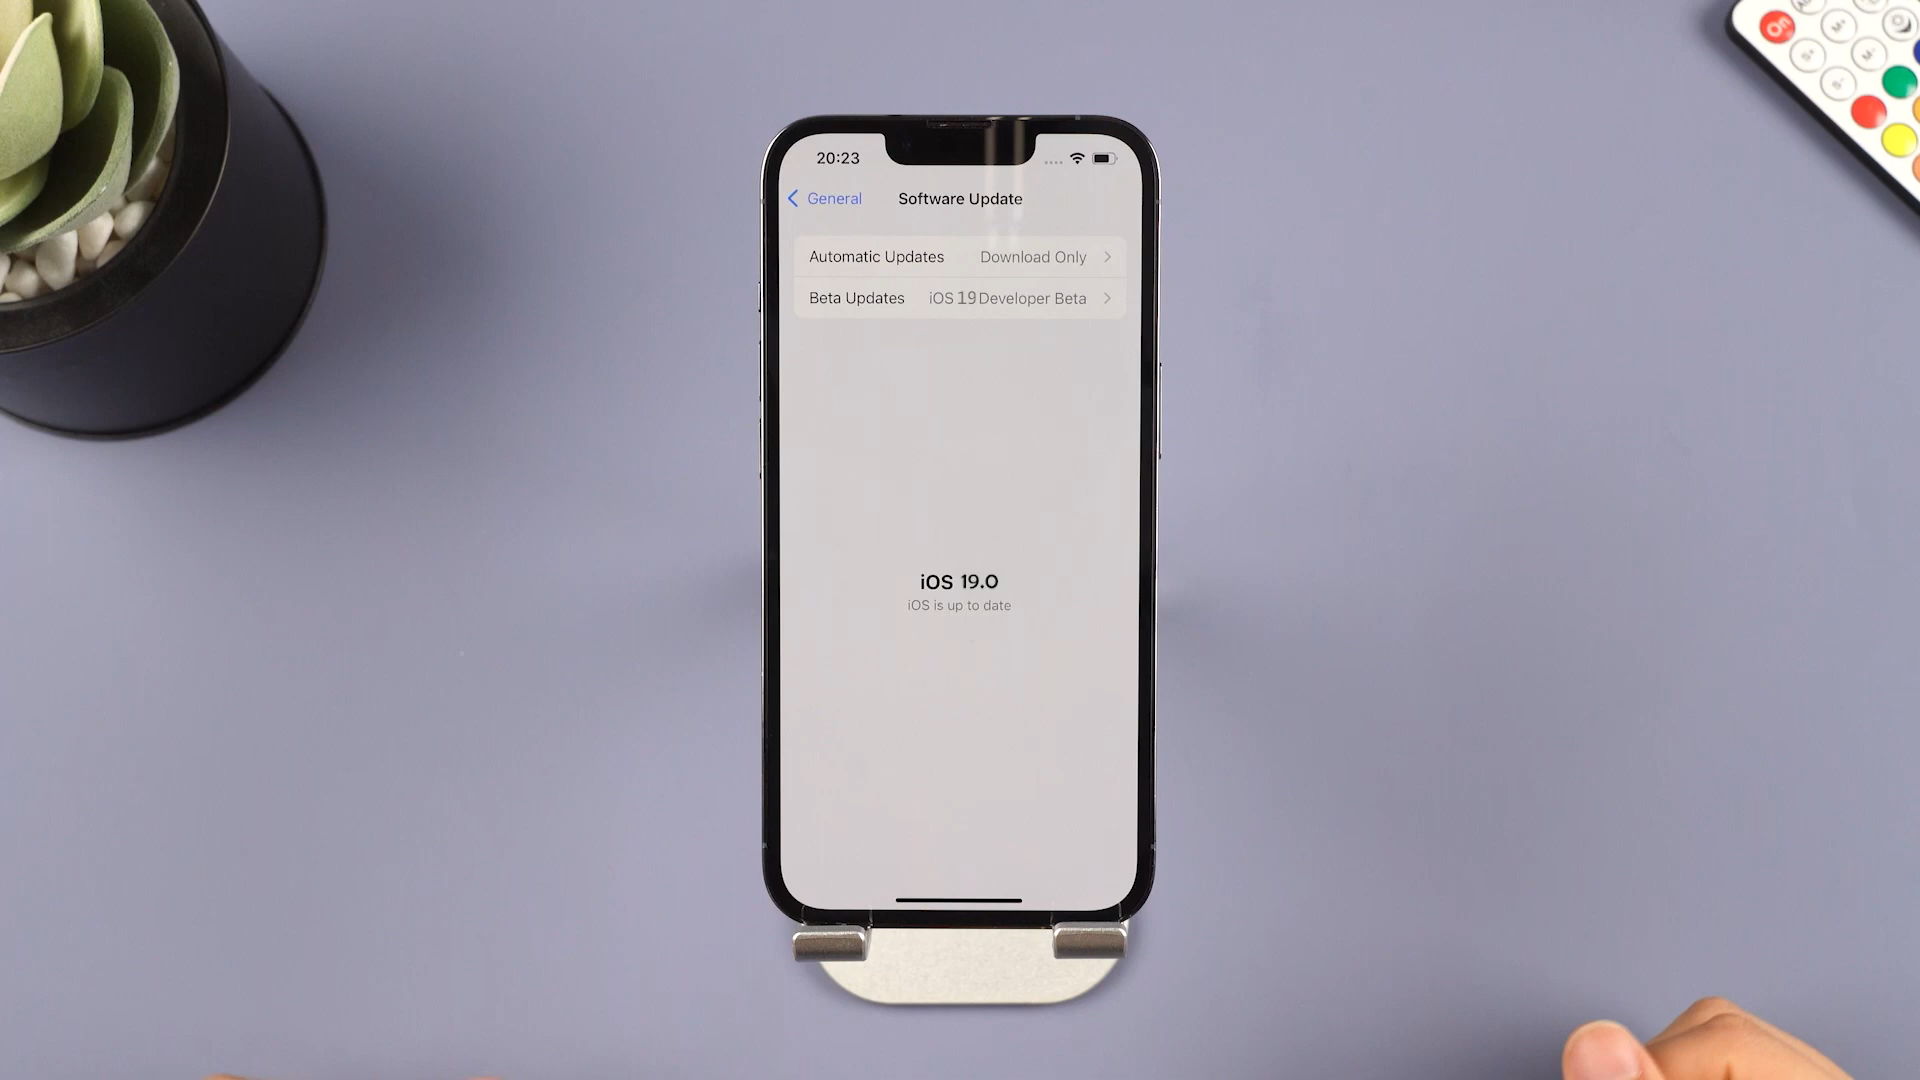 20:23
General
Software Update
Automatic Updates Download Only
Beta Updates iOS 19 Developer Beta
iOS 19.0
iOS is up to date
On
M+
S+
M-
S-